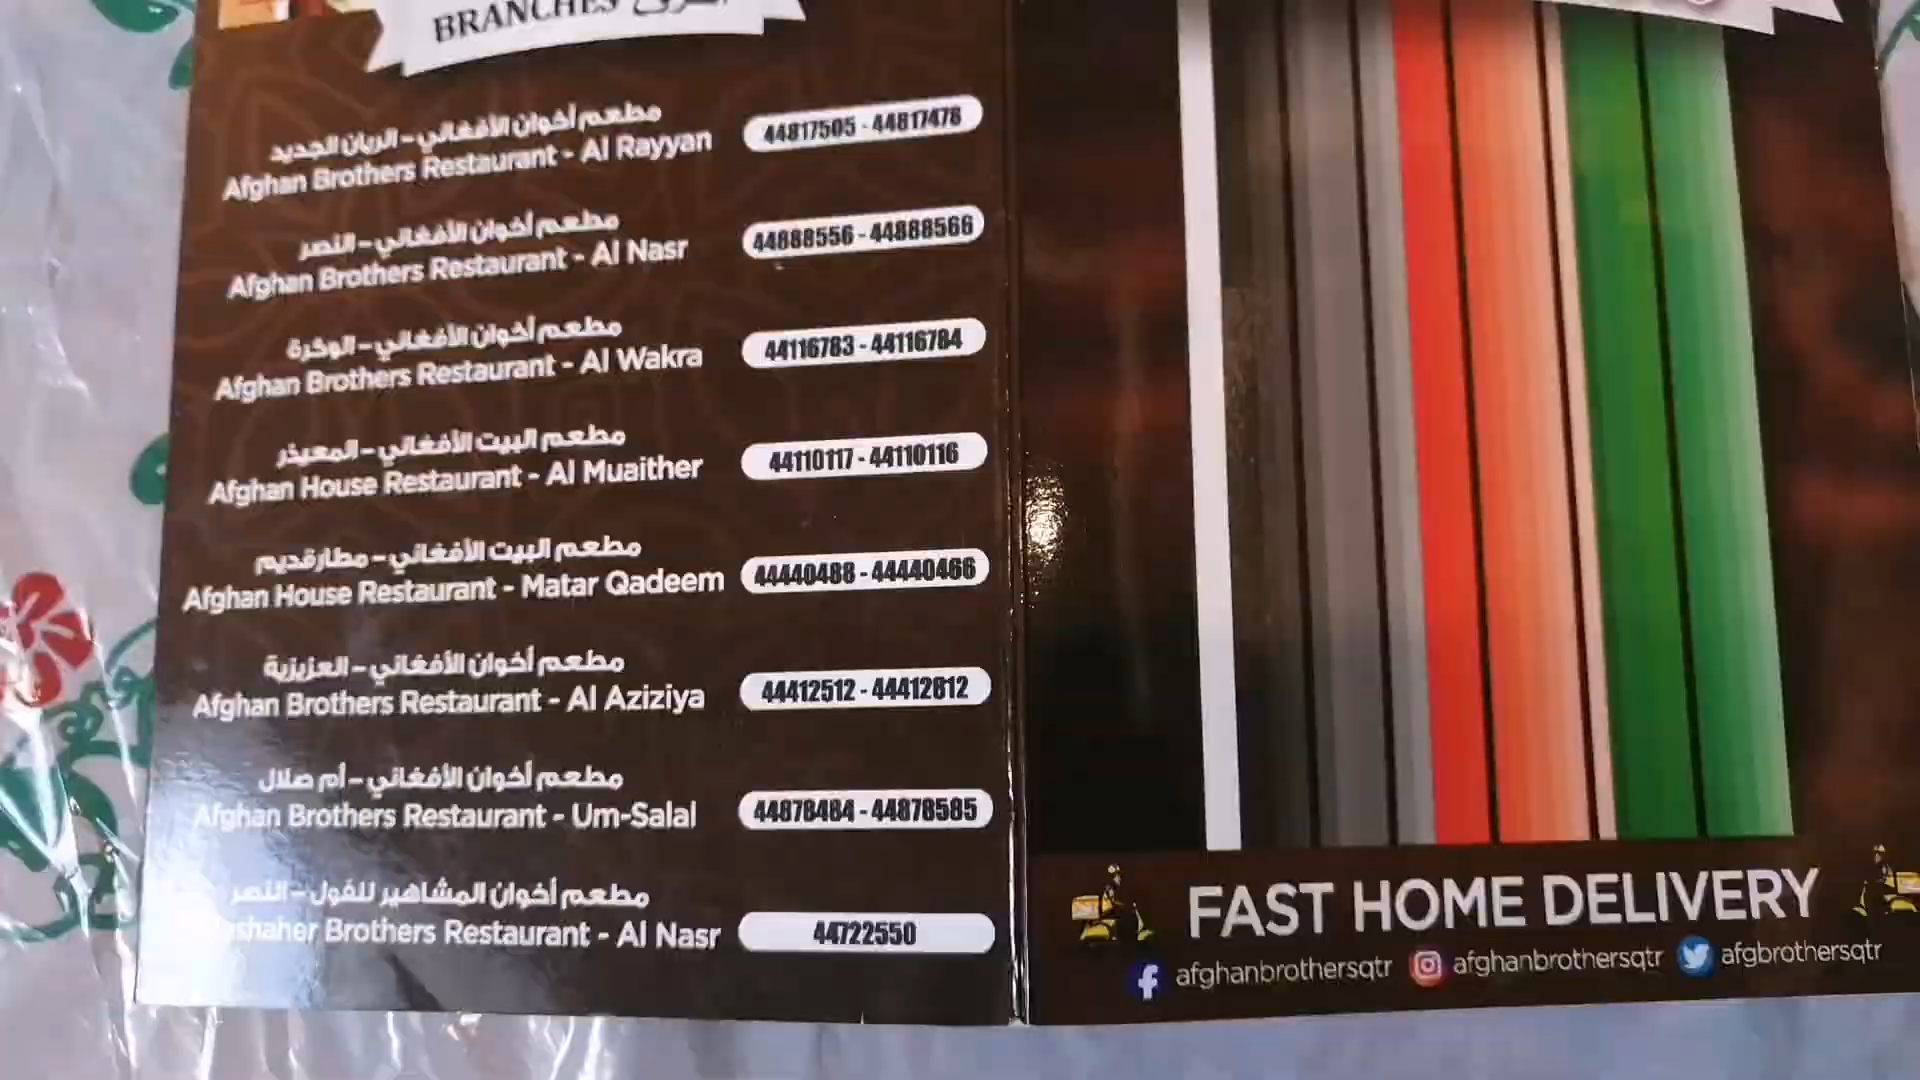 BRANCHES
مطعم أخوان الأفغاني - الريان الجديد
Afghan Brothers Restaurant - Al Rayyan
44817505 - 44817478
مطعم أخوان الأفغاني - النصر
Afghan Brothers Restaurant - Al Nasr
44888556 - 44888566
مطعم أخوان الأفغاني - الوكرة
Afghan Brothers Restaurant - Al Wakra
44116783 - 44116784
مطعم البيت الأفغاني - المعيذر
Afghan House Restaurant - Al Muaither
44110117 - 44110116
مطعم البيت الأفغاني - مطار قديم
Afghan House Restaurant - Matar Qadeem
44440488 - 44440466
مطعم أخوان الأفغاني - العزيزية
Afghan Brothers Restaurant - Al Aziziya
44412512 - 44412612
مطعم أخوان الأفغاني - أم صلال
Afghan Brothers Restaurant - Um-Salal
44878484 - 44878585
مطعم أخوان المشاهير للفول - النصر
Brothers Restaurant - Al Nasr
44722550
FAST HOME DELIVERY
afghanbrothersqtr afghanbrothersqtr afgbrothersqtr